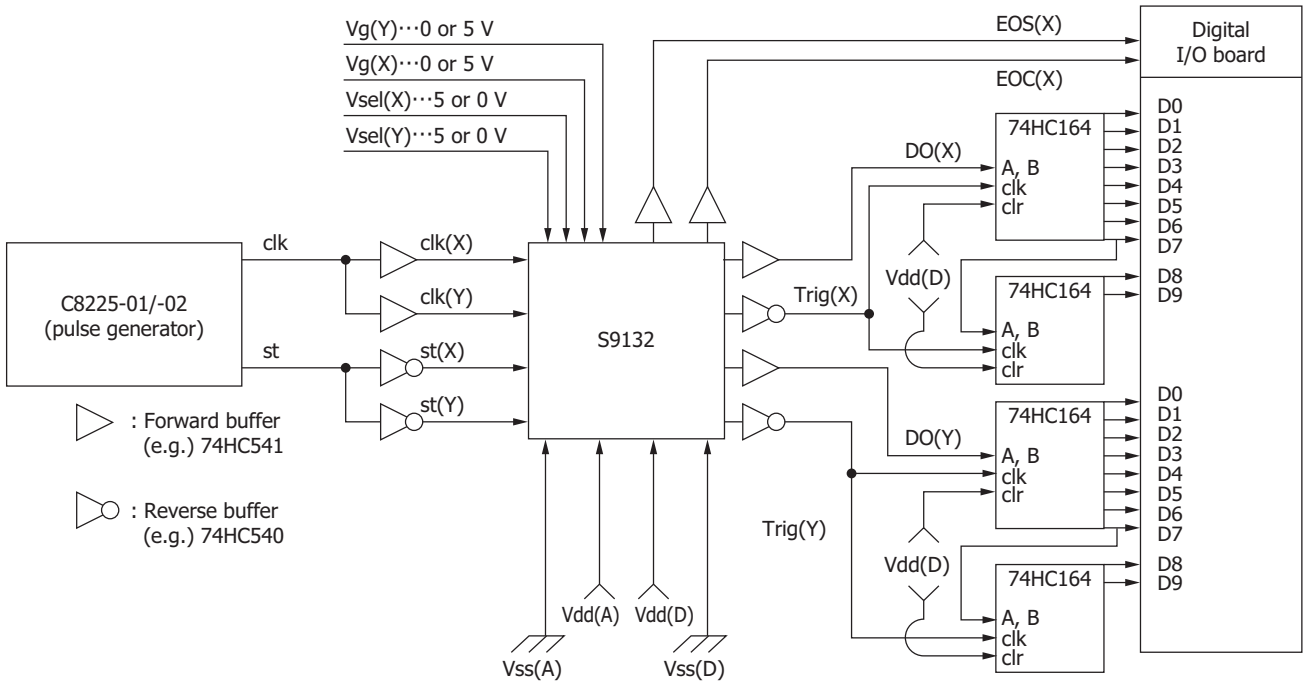 Vg(Y)···0 or 5 V
Vg(X)···0 or 5 V
Vsel(X)···5 or 0 V
Vsel(Y)···5 or 0 V
EOS(X)
EOC(X)
Digital
I/O board
C8225-01/-02
(pulse generator)
clk
st
clk(X)
clk(Y)
st(X)
st(Y)
: Forward buffer
(e.g.) 74HC541
: Reverse buffer
(e.g.) 74HC540
S9132
Vss(A)
Vdd(A)
Vdd(D)
Vss(D)
DO(X)
Trig(X)
DO(Y)
Trig(Y)
74HC164
A, B
clk
clr
D0
D1
D2
D3
D4
D5
D6
D7
Vdd(D)
74HC164
A, B
clk
clr
D8
D9
74HC164
A, B
clk
clr
D0
D1
D2
D3
D4
D5
D6
D7
Vdd(D)
74HC164
A, B
clk
clr
D8
D9